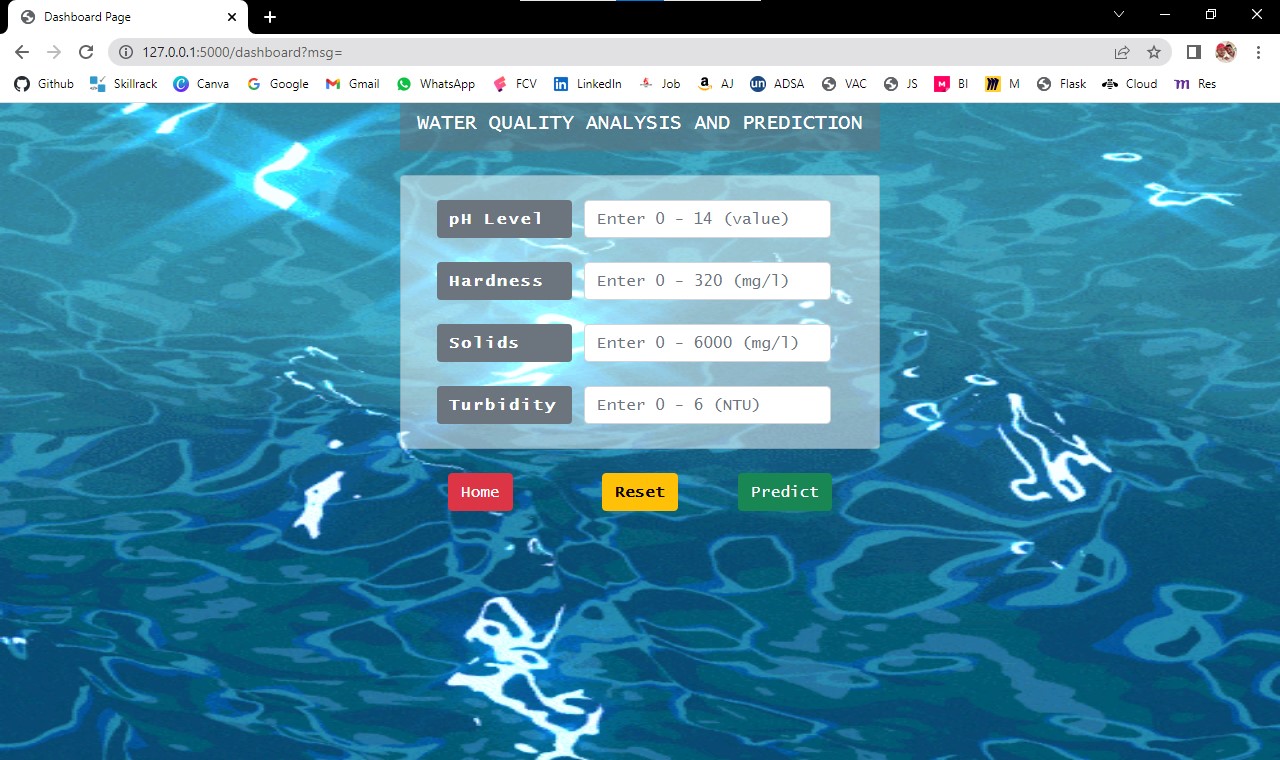 Dashboard Page
127.0.0.1:5000/dashboard?msg=
Github Skillrack Canva Google Gmail WhatsApp FCV LinkedIn Job AJ un ADSA VAC JS M BI M Flask Cloud m Res
WATER QUALITY ANALYSIS AND PREDICTION
pH Level Enter 0 - 14 (value)
Hardness Enter 0 - 320 (mg/l)
Solids Enter 0 - 6000 (mg/l)
Turbidity Enter 0 - 6 (NTU)
Home Reset Predict